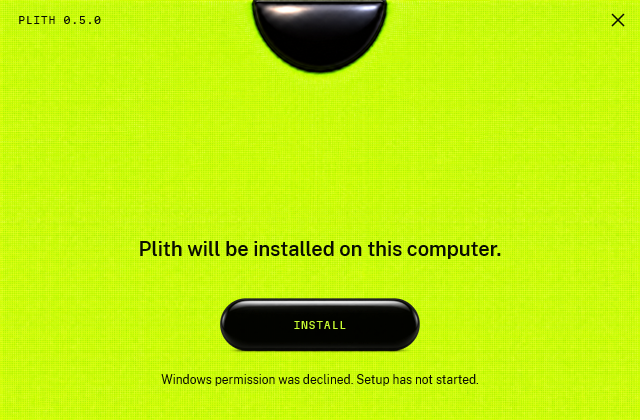 PLITH 0.5.0
Plith will be installed on this computer.
INSTALL
Windows permission was declined. Setup has not started.